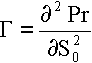 Γ = ∂² Pr / ∂S₀²